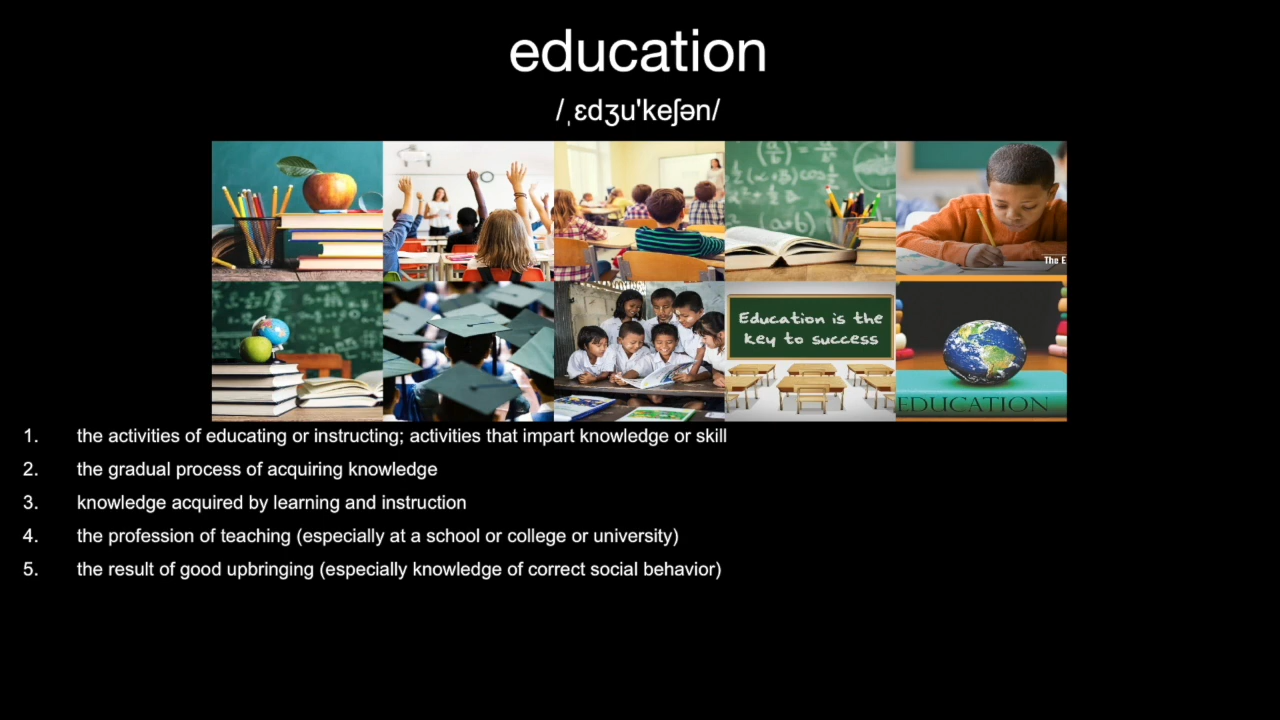 education
/ˌɛdʒu'keʃən/
The E
Education is the
key to success
EDUCATION
1. the activities of educating or instructing; activities that impart knowledge or skill
2. the gradual process of acquiring knowledge
3. knowledge acquired by learning and instruction
4. the profession of teaching (especially at a school or college or university)
5. the result of good upbringing (especially knowledge of correct social behavior)